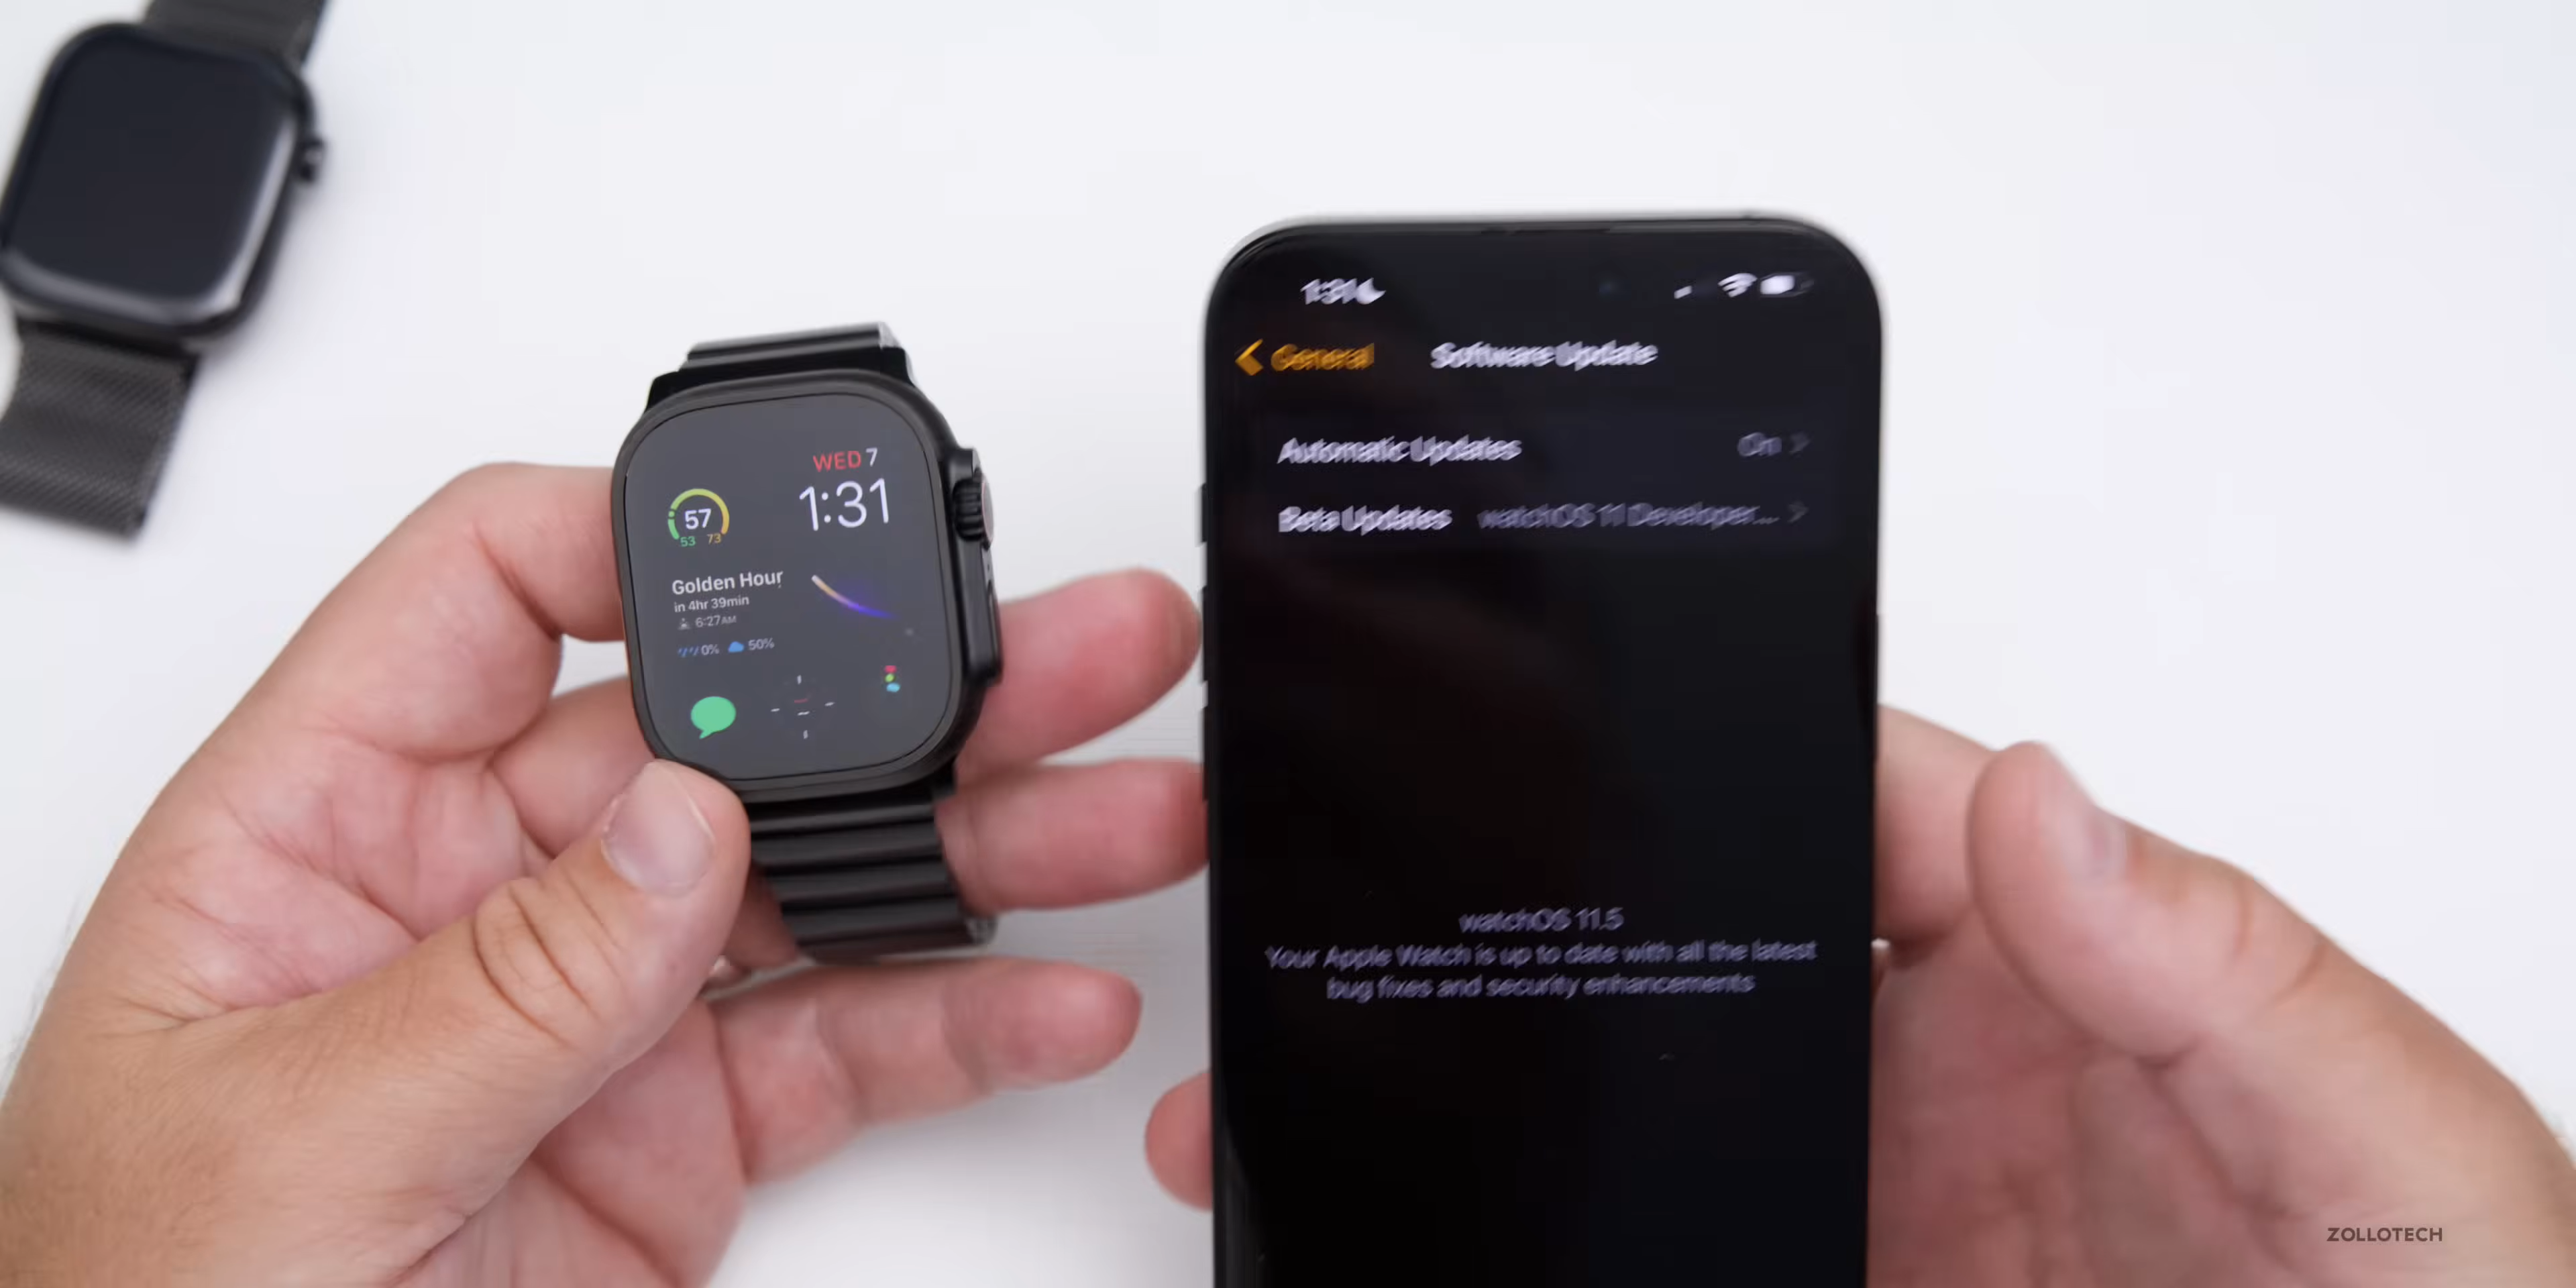 WED 7
1:31
57
53 73
Golden Hour
in 4hr 39min
6:27AM
0% 50%
1:31
General
Software Update
Automatic Updates On
Beta Updates watchOS 11 Developer...
watchOS 11.5
Your Apple Watch is up to date with all the latest
bug fixes and security enhancements
ZOLLOTECH